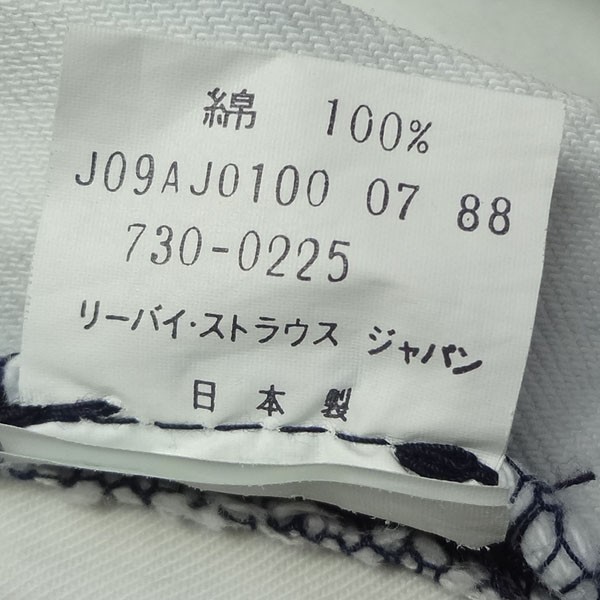 綿 100%
J09AJ0100 07 88
730-0225
リーバイ・ストラウス ジャパン
日本製